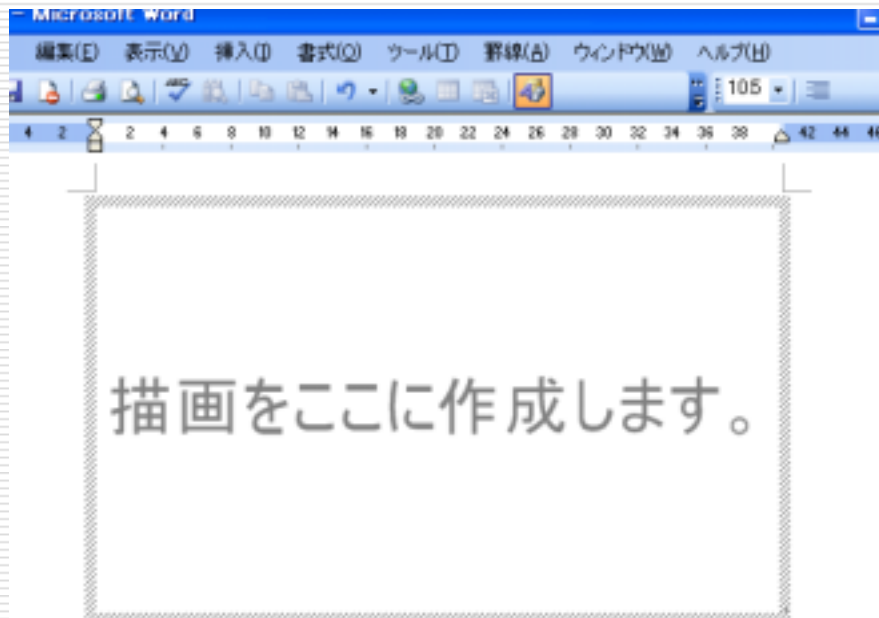 Microsoft Word
編集(E) 表示(V) 挿入(I) 書式(O) ツール(T) 罫線(A) ウィンドウ(W) ヘルプ(H)
105
4 2 2 4 6 8 10 12 14 16 18 20 22 24 26 28 30 32 34 36 38 42 44 46
描画をここに作成します。